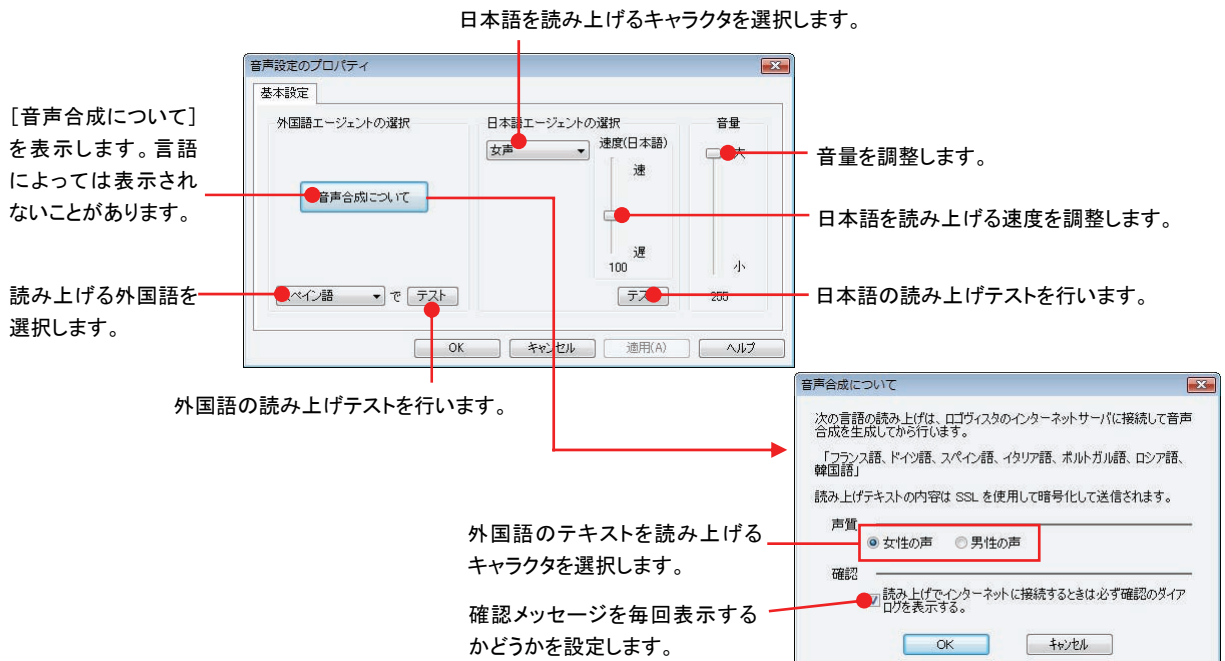 日本語を読み上げるキャラクタを選択します。
音声設定のプロパティ
基本設定
［音声合成について］
を表示します。言語
によっては表示され
ないことがあります。
外国語エージェントの選択
日本語エージェントの選択
音量
女声
速度(日本語)
大
音量を調整します。
速
音声合成について
日本語を読み上げる速度を調整します。
遅
100
小
読み上げる外国語を
選択します。
スペイン語
で
テスト
テスト
255
日本語の読み上げテストを行います。
OK
キャンセル
適用(A)
ヘルプ
外国語の読み上げテストを行います。
音声合成について
次の言語の読み上げは、ロゴヴィスタのインターネットサーバに接続して音声
合成を生成してから行います。
「フランス語、ドイツ語、スペイン語、イタリア語、ポルトガル語、ロシア語、
韓国語」
読み上げテキストの内容は SSL を使用して暗号化して送信されます。
声質
女性の声
男性の声
外国語のテキストを読み上げる
キャラクタを選択します。
確認
読み上げでインターネットに接続するときは必ず確認のダイア
ログを表示する。
確認メッセージを毎回表示する
かどうかを設定します。
OK
キャンセル